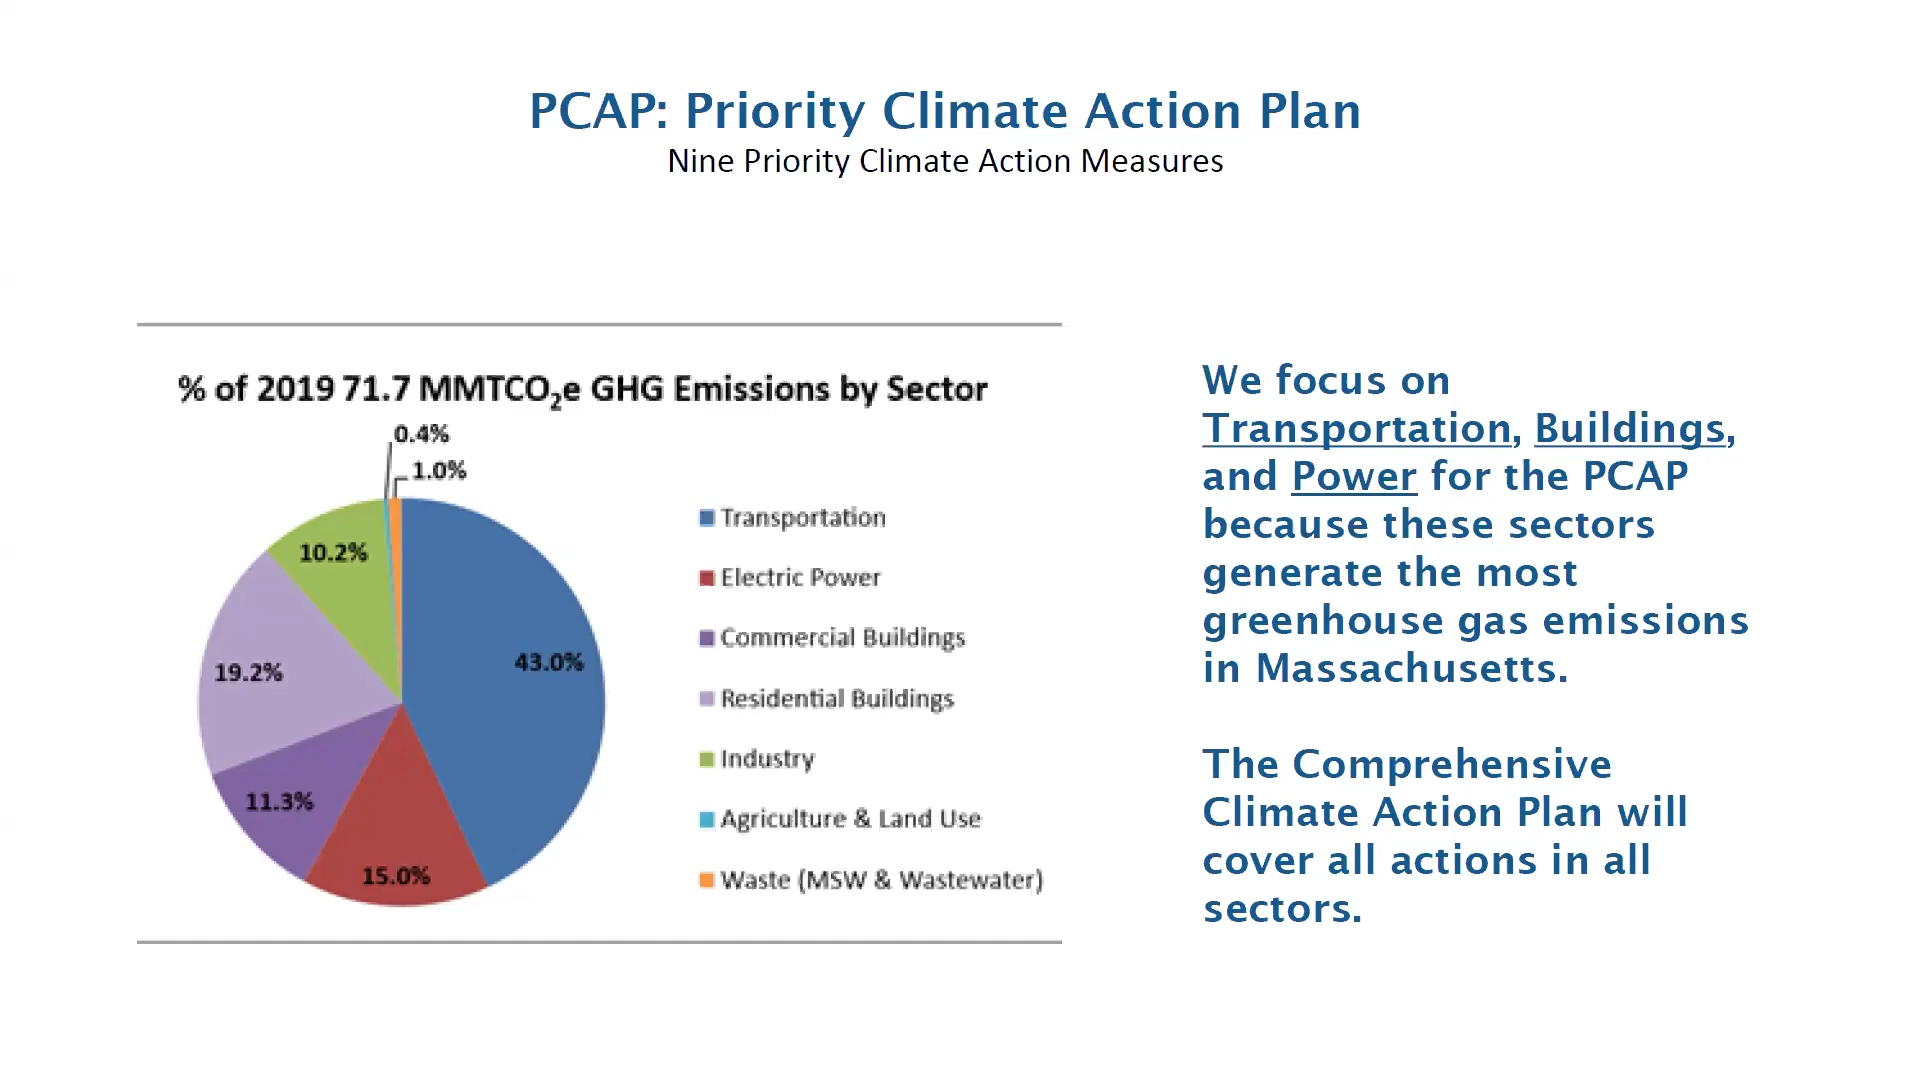 PCAP: Priority Climate Action Plan
Nine Priority Climate Action Measures
% of 2019 71.7 MMTCO₂e GHG Emissions by Sector
0.4%
1.0%
10.2%
43.0%
19.2%
11.3%
15.0%
Transportation
Electric Power
Commercial Buildings
Residential Buildings
Industry
Agriculture & Land Use
Waste (MSW & Wastewater)
We focus on
Transportation, Buildings,
and Power for the PCAP
because these sectors
generate the most
greenhouse gas emissions
in Massachusetts.
The Comprehensive
Climate Action Plan will
cover all actions in all
sectors.